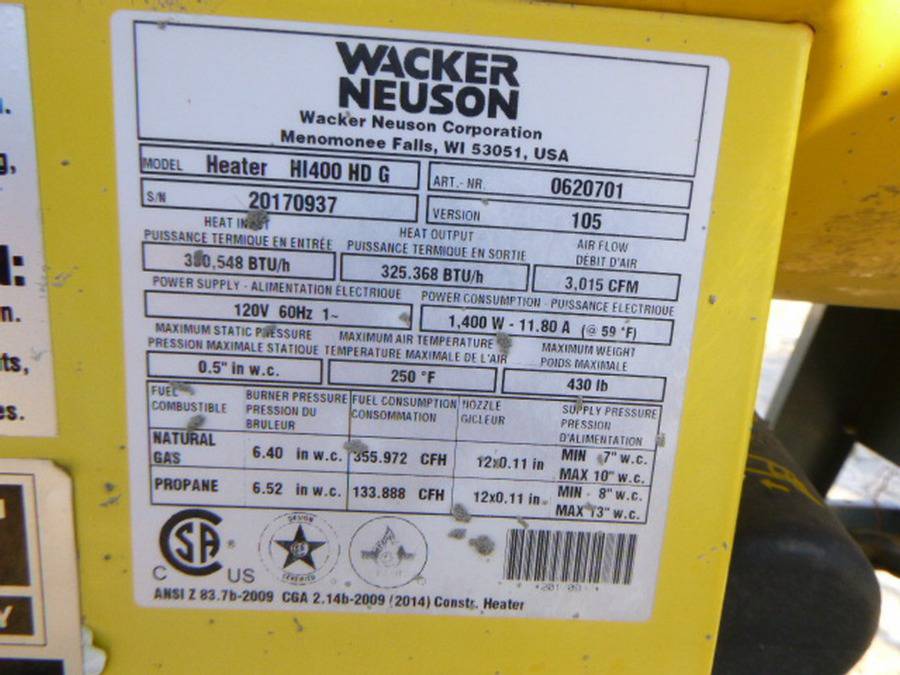 WACKER
NEUSON
Wacker Neuson Corporation
Menomonee Falls, WI 53051, USA
MODEL Heater HI400 HD G
ART.- NR. 0620701
S/N 20170937
VERSION 105
HEAT INPUT
PUISSANCE TERMIQUE EN ENTRÉE
HEAT OUTPUT
PUISSANCE TERMIQUE EN SORTIE
AIR FLOW
DÉBIT D'AIR
BTU/h
325.368 BTU/h
3,015 CFM
POWER SUPPLY - ALIMENTATION ÉLECTRIQUE
POWER CONSUMPTION - PUISSANCE ÉLECTRIQUE
120V 60Hz 1~
1,400 W - 11.80 A (@ 59 °F)
MAXIMUM STATIC PRESSURE
PRESSION MAXIMALE STATIQUE
MAXIMUM AIR TEMPERATURE
TEMPERATURE MAXIMALE DE L'AIR
MAXIMUM WEIGHT
POIDS MAXIMALE
0.5" in w.c.
250 °F
430 lb
FUEL
COMBUSTIBLE
BURNER PRESSURE
PRESSION DU
BRULEUR
FUEL CONSUMPTION
CONSOMMATION
NOZZLE
GICLEUR
SUPPLY PRESSURE
PRESSION
D'ALIMENTATION
NATURAL
GAS
6.40 in w.c.
355.972 CFH
12x0.11 in
MIN - 7" w.c.
MAX 10" w.c.
PROPANE
6.52 in w.c.
133.888 CFH
12x0.11 in
MIN - 8" w.c.
MAX 13" w.c.
CSA
®
C US
DESIGN
CERTIFIED
ANSI Z 83.7b-2009 CGA 2.14b-2009 (2014) Constr. Heater